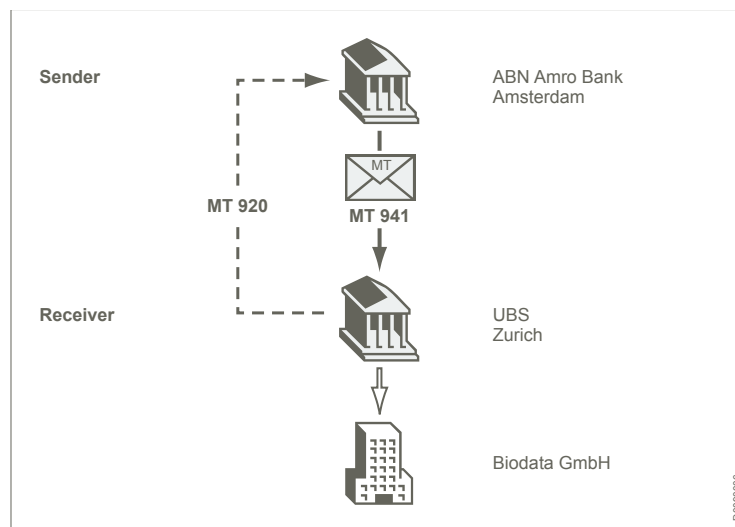 Sender
ABN Amro Bank
Amsterdam
MT
MT 920
MT 941
Receiver
UBS
Zurich
Biodata GmbH